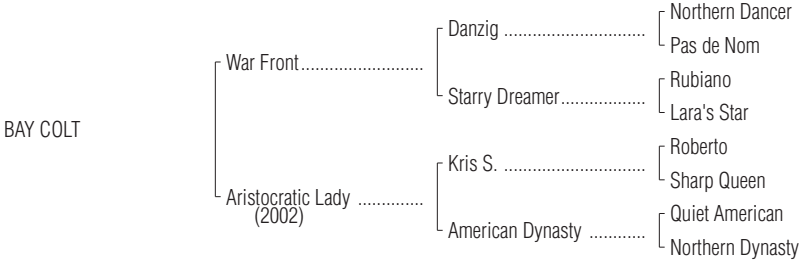 Northern Dancer
Danzig ..............................
Pas de Nom
War Front..........................
Rubiano
Starry Dreamer..................
Lara's Star
BAY COLT
Roberto
Kris S. ..............................
Sharp Queen
Aristocratic Lady ..............
(2002)
Quiet American
American Dynasty ............
Northern Dynasty